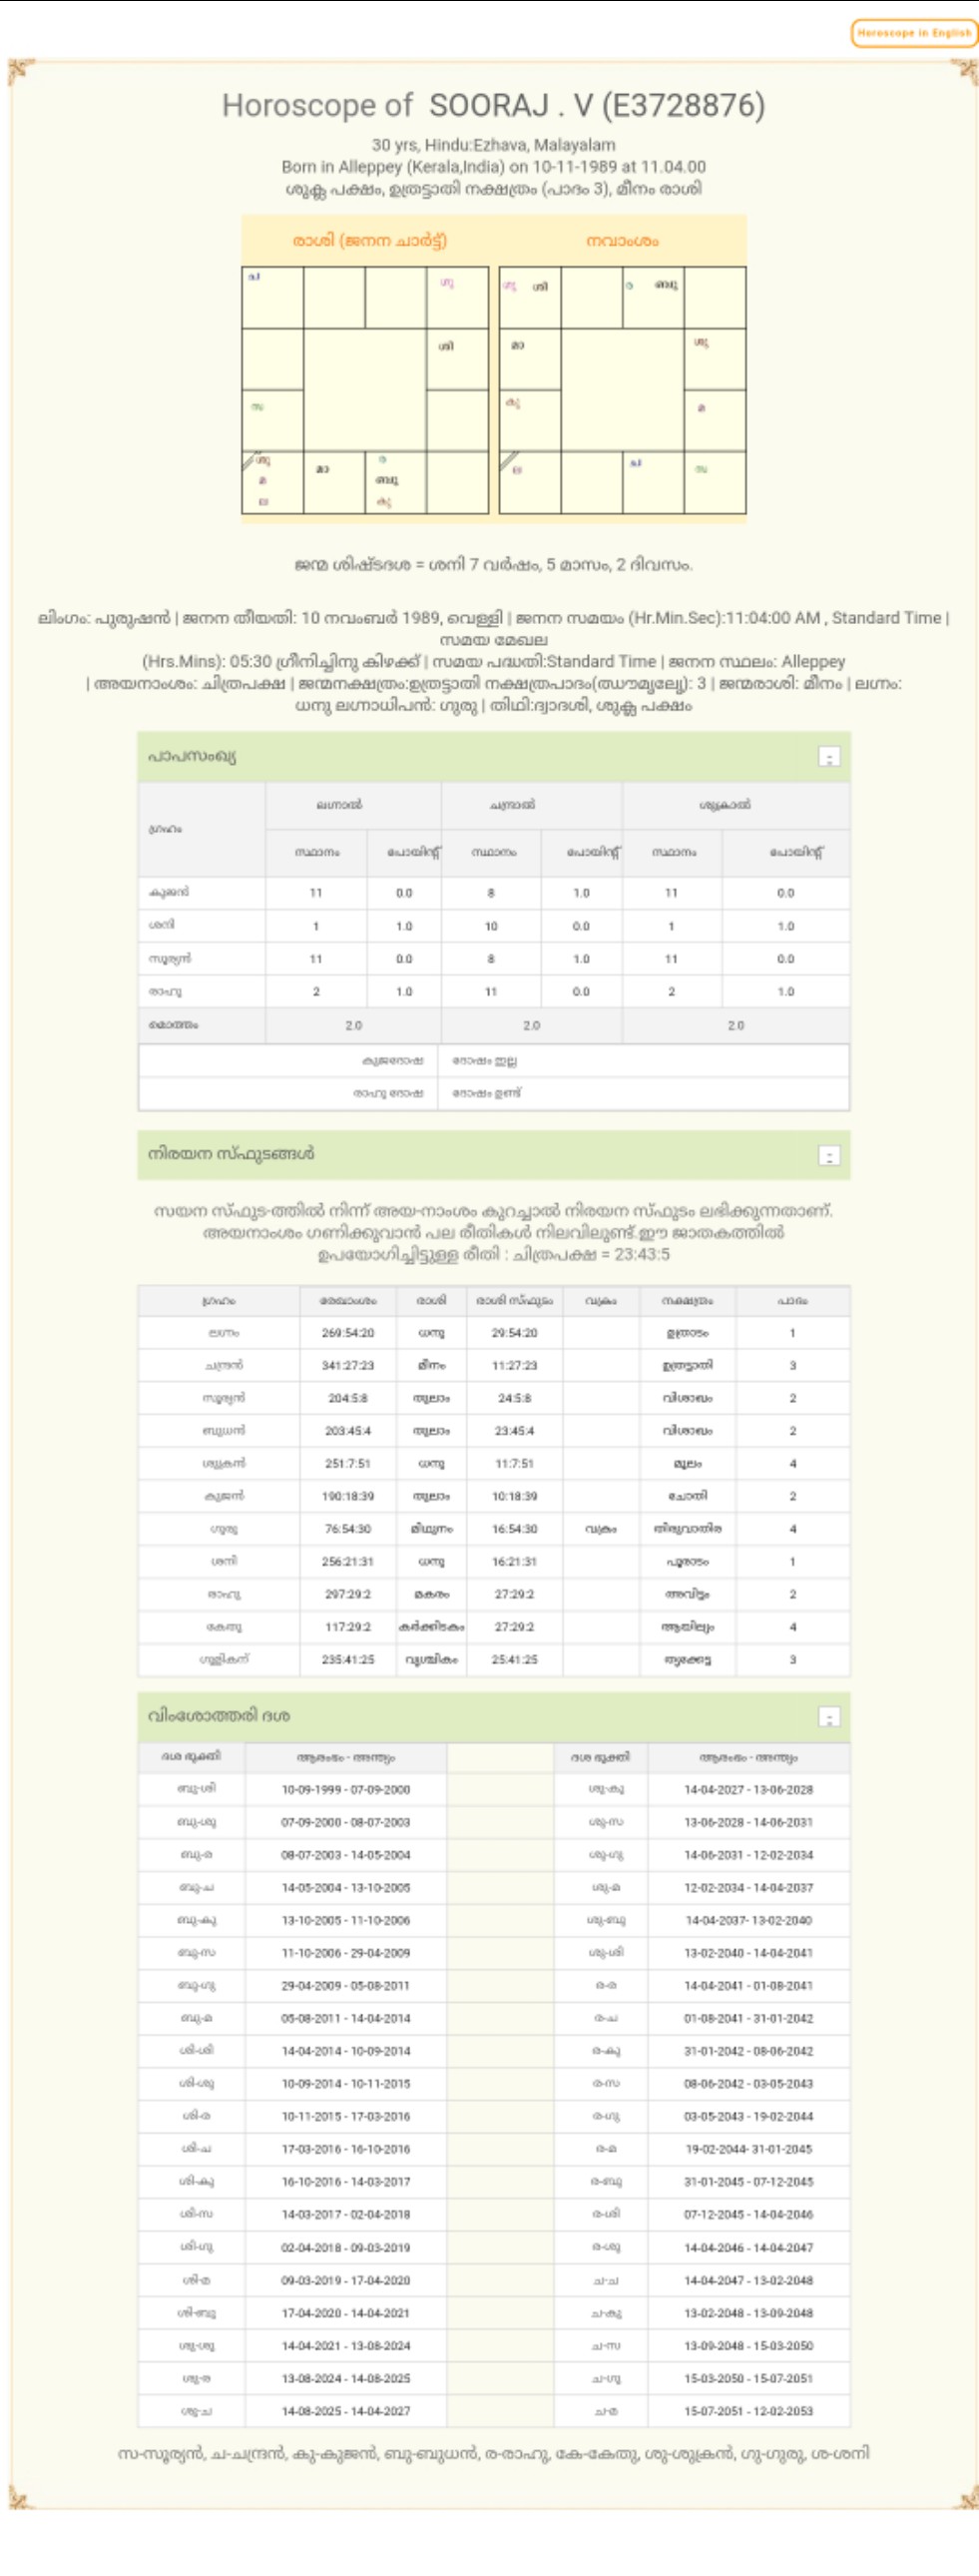 Horoscope in English
Horoscope of SOORAJ . V (E3728876)
30 yrs, Hindu:Ezhava, Malayalam
Born in Alleppey (Kerala,India) on 10-11-1989 at 11.04.00
ശുക്ല പക്ഷം, ഉത്രട്ടാതി നക്ഷത്രം (പാദം 3), മീനം രാശി
രാശി (ജനന ചാർട്ട്) നവാംശം
ച ഗു ഗു ശി ര ബു
ശി മാ ശു
സ കു മ
ശു മാ ര ല ച സ
മ ബു
ല കു
ജന്മ ശിഷ്ടദശ = ശനി 7 വർഷം, 5 മാസം, 2 ദിവസം.
ലിംഗം: പുരുഷൻ | ജനന തീയതി: 10 നവംബർ 1989, വെള്ളി | ജനന സമയം (Hr.Min.Sec):11:04:00 AM , Standard Time |
സമയ മേഖല
(Hrs.Mins): 05:30 ഗ്രീനിച്ചിനു കിഴക്ക് | സമയ പദ്ധതി:Standard Time | ജനന സ്ഥലം: Alleppey
| അയനാംശം: ചിത്രപക്ഷ | ജന്മനക്ഷത്രം:ഉത്രട്ടാതി 3 | ജന്മരാശി: മീനം | ലഗ്നം:
ധനു ലഗ്നാധിപൻ: ഗുരു | തിഥി:ദ്വാദശി, ശുക്ല പക്ഷം
പാപസംഖ്യ
ലഗ്നാൽ ചന്ദ്രാൽ ശുക്രാൽ
ഗ്രഹം
സ്ഥാനം പോയിന്റ് സ്ഥാനം പോയിന്റ് സ്ഥാനം പോയിന്റ്
കുജൻ 11 0.0 8 1.0 11 0.0
ശനി 1 1.0 10 0.0 1 1.0
സൂര്യൻ 11 0.0 8 1.0 11 0.0
രാഹു 2 1.0 11 0.0 2 1.0
മൊത്തം 2.0 2.0 2.0
കുജദോഷ ദോഷം ഇല്ല
രാഹു ദോഷ ദോഷം ഉണ്ട്
നിരയന സ്ഫുടങ്ങൾ
സയന സ്ഫുട-ത്തിൽ നിന്ന് അയ-നാംശം കുറച്ചാൽ നിരയന സ്ഫുടം ലഭിക്കുന്നതാണ്.
അയനാംശം ഗണിക്കുവാൻ പല രീതികൾ നിലവിലുണ്ട്.ഈ ജാതകത്തിൽ
ഉപയോഗിച്ചിട്ടുള്ള രീതി : ചിത്രപക്ഷ = 23:43:5
ഗ്രഹം രേഖാംശം രാശി രാശി സ്ഫുടം വക്രം നക്ഷത്രം പാദം
ലഗ്നം 269:54:20 ധനു 29:54:20 ഉത്രാടം 1
ചന്ദ്രൻ 341:27:23 മീനം 11:27:23 ഉത്രട്ടാതി 3
സൂര്യൻ 204:5:8 തുലാം 24:5:8 വിശാഖം 2
ബുധൻ 203:45:4 തുലാം 23:45:4 വിശാഖം 2
ശുക്രൻ 251:7:51 ധനു 11:7:51 മൂലം 4
കുജൻ 190:18:39 തുലാം 10:18:39 ചോതി 2
ഗുരു 76:54:30 മിഥുനം 16:54:30 വക്രം തിരുവാതിര 4
ശനി 256:21:31 ധനു 16:21:31 പൂരാടം 1
രാഹു 297:29:2 മകരം 27:29:2 അവിട്ടം 2
കേതു 117:29:2 കർക്കിടകം 27:29:2 ആയില്യം 4
ഗുളികന് 235:41:25 വൃശ്ചികം 25:41:25 തൃക്കേട്ട 3
വിംശോത്തരി ദശ
ദശ ഭുക്തി ആരംഭം - അന്ത്യം ദശ ഭുക്തി ആരംഭം - അന്ത്യം
ബു-ശി 10-09-1999 - 07-09-2000 ശു-കു 14-04-2027 - 13-06-2028
ബു-ശു 07-09-2000 - 08-07-2003 ശു-സ 13-06-2028 - 14-06-2031
ബു-ര 08-07-2003 - 14-05-2004 ശു-ഗു 14-06-2031 - 12-02-2034
ബു-ച 14-05-2004 - 13-10-2005 ശു-മ 12-02-2034 - 14-04-2037
ബു-കു 13-10-2005 - 11-10-2006 ശു-ബു 14-04-2037- 13-02-2040
ബു-സ 11-10-2006 - 29-04-2009 ശു-ശി 13-02-2040 - 14-04-2041
ബു-ഗു 29-04-2009 - 05-08-2011 ര-ര 14-04-2041 - 01-08-2041
ബു-മ 05-08-2011 - 14-04-2014 ര-ച 01-08-2041 - 31-01-2042
ശി-ശി 14-04-2014 - 10-09-2014 ര-കു 31-01-2042 - 08-06-2042
ശി-ശു 10-09-2014 - 10-11-2015 ര-സ 08-06-2042 - 03-05-2043
ശി-ര 10-11-2015 - 17-03-2016 ര-ഗു 03-05-2043 - 19-02-2044
ശി-ച 17-03-2016 - 16-10-2016 ര-മ 19-02-2044- 31-01-2045
ശി-കു 16-10-2016 - 14-03-2017 ര-ബു 31-01-2045 - 07-12-2045
ശി-സ 14-03-2017 - 02-04-2018 ര-ശി 07-12-2045 - 14-04-2046
ശി-ഗു 02-04-2018 - 09-03-2019 ര-ശു 14-04-2046 - 14-04-2047
ശി-മ 09-03-2019 - 17-04-2020 ച-ച 14-04-2047 - 13-02-2048
ശി-ബു 17-04-2020 - 14-04-2021 ച-കു 13-02-2048 - 13-09-2048
ശു-ശു 14-04-2021 - 13-08-2024 ച-സ 13-09-2048 - 15-03-2050
ശു-ര 13-08-2024 - 14-08-2025 ച-ഗു 15-03-2050 - 15-07-2051
ശു-ച 14-08-2025 - 14-04-2027 ച-മ 15-07-2051 - 12-02-2053
സ-സൂര്യൻ, ച-ചന്ദ്രൻ, കു-കുജൻ, ബു-ബുധൻ, ര-രാഹു, കേ-കേതു, ശു-ശുക്രൻ, ഗു-ഗുരു, ശ-ശനി